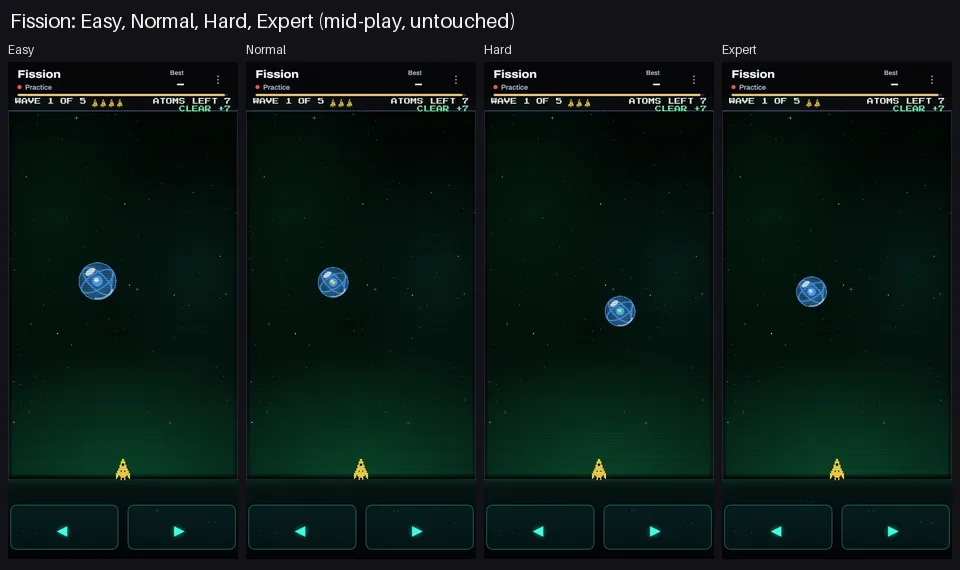 Fission: Easy, Normal, Hard, Expert (mid-play, untouched)
Easy
Fission
Best
Practice
WAVE 1 OF 5
ATOMS LEFT 7
CLEAR +7
Normal
Fission
Best
Practice
WAVE 1 OF 5
ATOMS LEFT 7
CLEAR +7
Hard
Fission
Best
Practice
WAVE 1 OF 5
ATOMS LEFT 7
CLEAR +7
Expert
Fission
Best
Practice
WAVE 1 OF 5
ATOMS LEFT 7
CLEAR +7